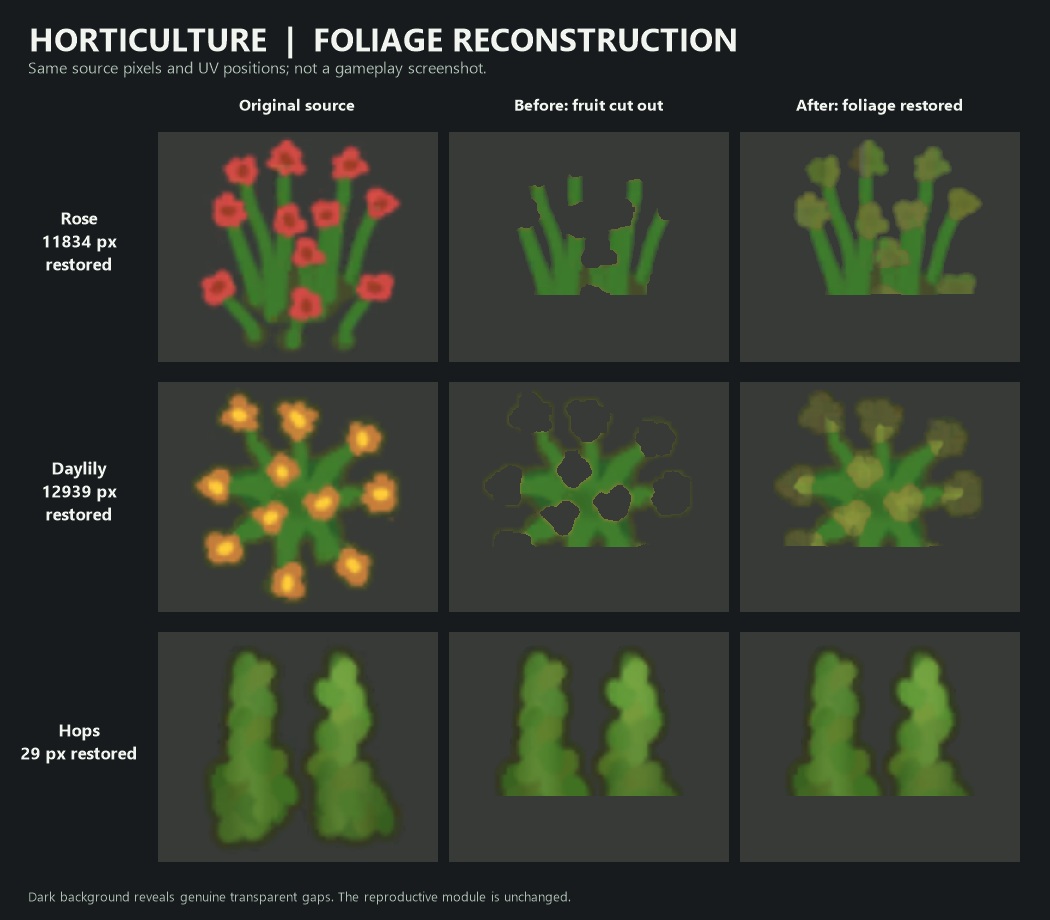 HORTICULTURE | FOLIAGE RECONSTRUCTION
Same source pixels and UV positions; not a gameplay screenshot.
Original source
Before: fruit cut out
After: foliage restored
Rose
11834 px
restored
Daylily
12939 px
restored
Hops
29 px restored
Dark background reveals genuine transparent gaps. The reproductive module is unchanged.